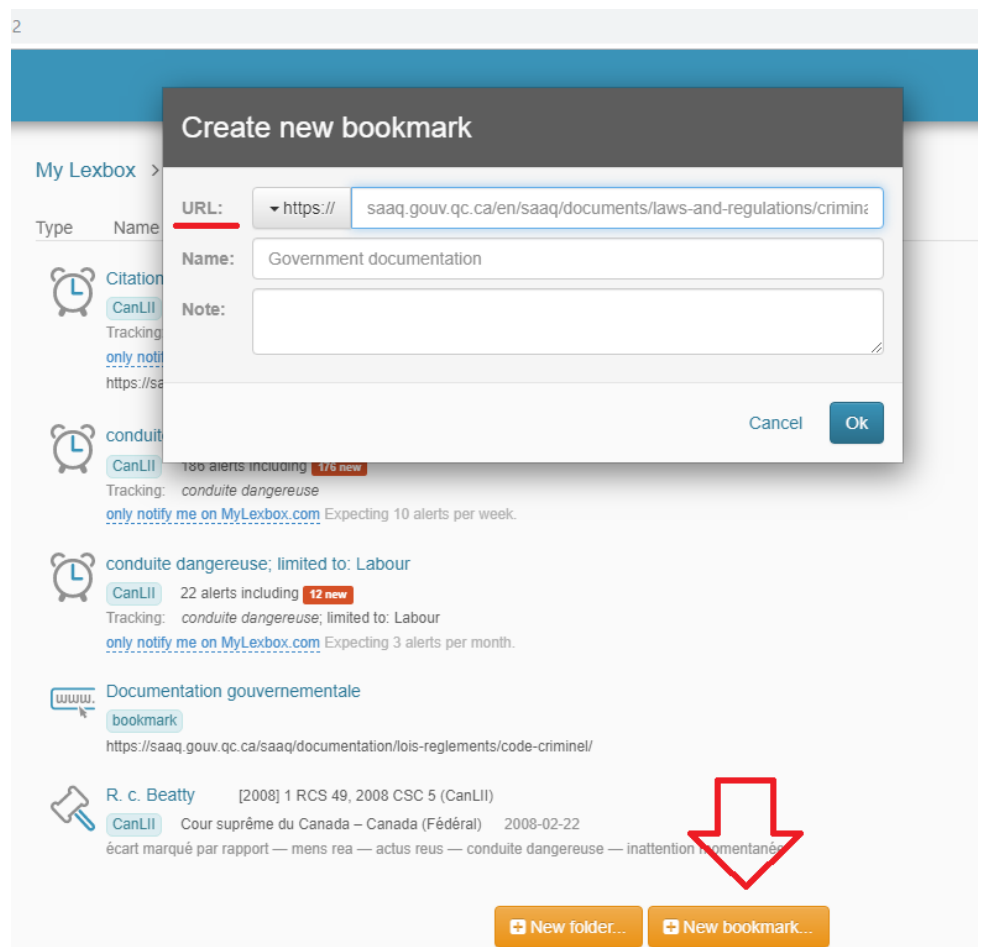 2
Create new bookmark
URL: https:// saaq.gouv.qc.ca/en/saaq/documents/laws-and-regulations/crimina
Name: Government documentation
Note:
Cancel Ok
My Lexbox >
Type Name
Citation
CanLII
Tracking
only notif
https://sa
conduit
CanLII 186 alerts including 176 new
Tracking: conduite dangereuse
only notify me on MyLexbox.com Expecting 10 alerts per week.
conduite dangereuse; limited to: Labour
CanLII 22 alerts including 12 new
Tracking: conduite dangereuse; limited to: Labour
only notify me on MyLexbox.com Expecting 3 alerts per month.
www. Documentation gouvernementale
bookmark
https://saaq.gouv.qc.ca/saaq/documentation/lois-reglements/code-criminel/
R. c. Beatty [2008] 1 RCS 49, 2008 CSC 5 (CanLII)
CanLII Cour suprême du Canada – Canada (Fédéral) 2008-02-22
écart marqué par rapport — mens rea — actus reus — conduite dangereuse — inattention momentanée
New folder... New bookmark...